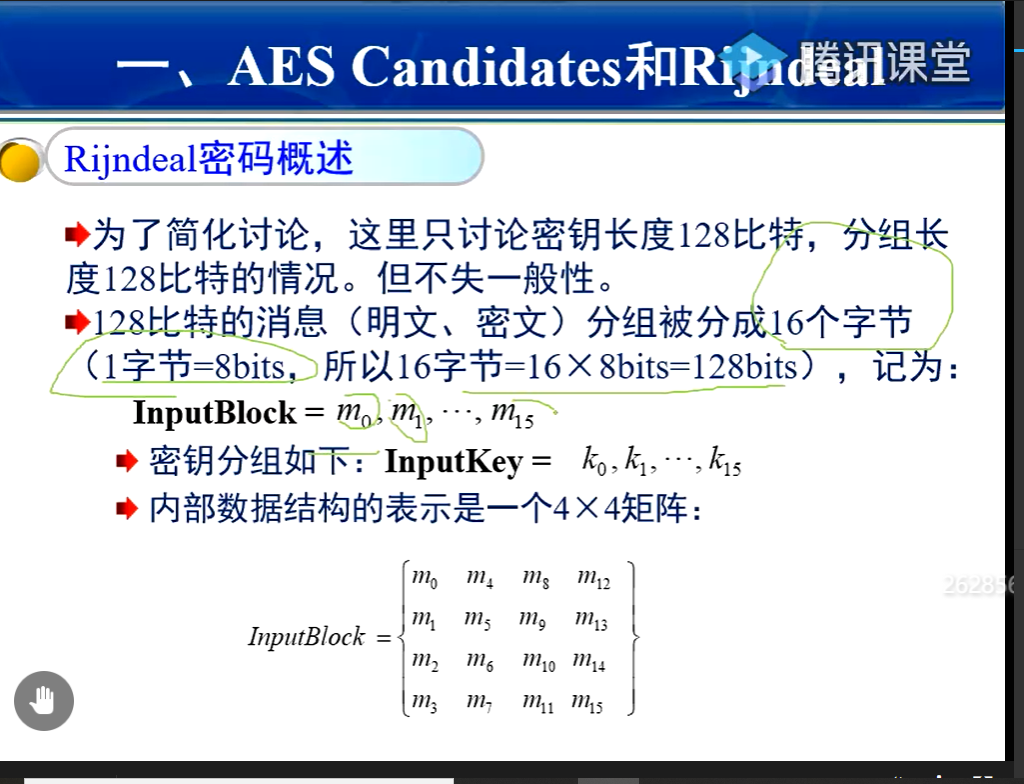 一、AES Candidates和Rijndeal
腾讯课堂
Rijndeal密码概述
为了简化讨论，这里只讨论密钥长度128比特，分组长
度128比特的情况。但不失一般性。
128比特的消息（明文、密文）分组被分成16个字节
（1字节=8bits，所以16字节=16×8bits=128bits），记为：
InputBlock = m0, m1, ⋯, m15
密钥分组如下：InputKey = k0, k1, ⋯, k15
内部数据结构的表示是一个4×4矩阵：
m0 m4 m8 m12
m1 m5 m9 m13
InputBlock =
m2 m6 m10 m14
m3 m7 m11 m15